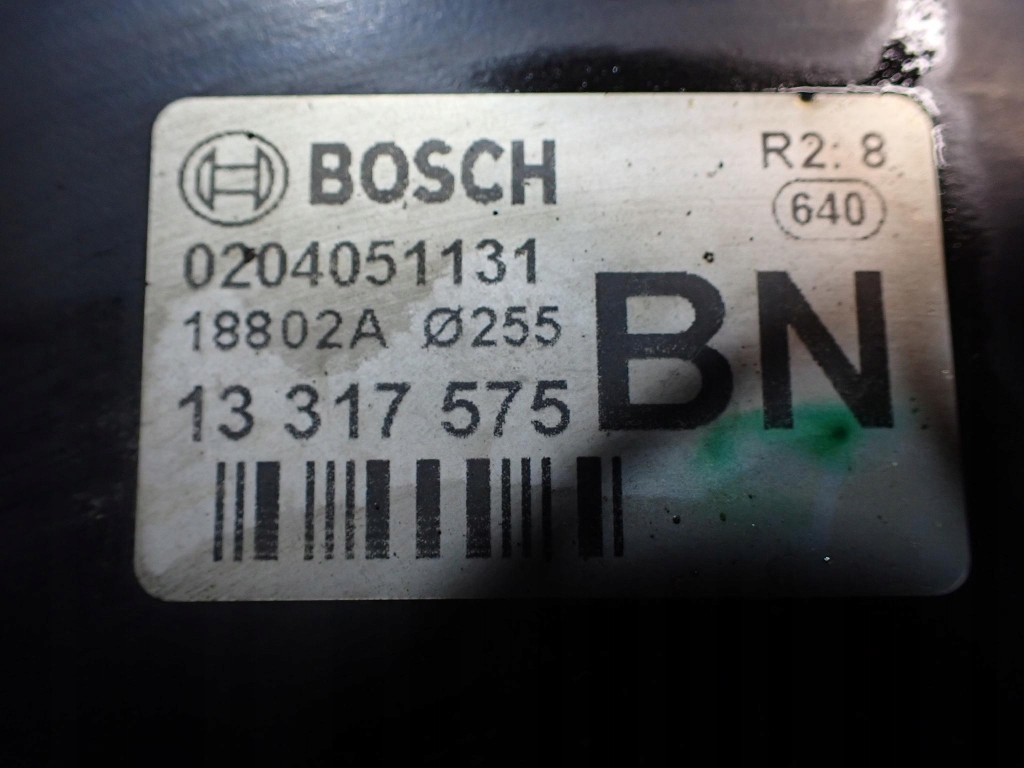 BOSCH
R2: 8
640
0204051131
18802A Ø255
13 317 575
BN